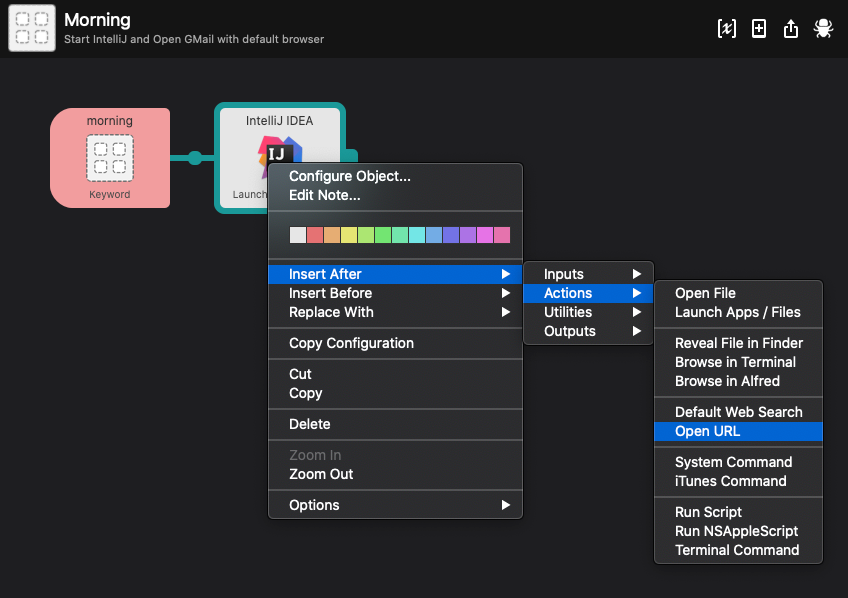 Morning
Start IntelliJ and Open GMail with default browser
morning
Keyword
IntelliJ IDEA
IJ
Launch
Configure Object...
Edit Note...
Insert After
Insert Before
Replace With
Copy Configuration
Cut
Copy
Delete
Zoom In
Zoom Out
Options
Inputs
Actions
Utilities
Outputs
Open File
Launch Apps / Files
Reveal File in Finder
Browse in Terminal
Browse in Alfred
Default Web Search
Open URL
System Command
iTunes Command
Run Script
Run NSAppleScript
Terminal Command